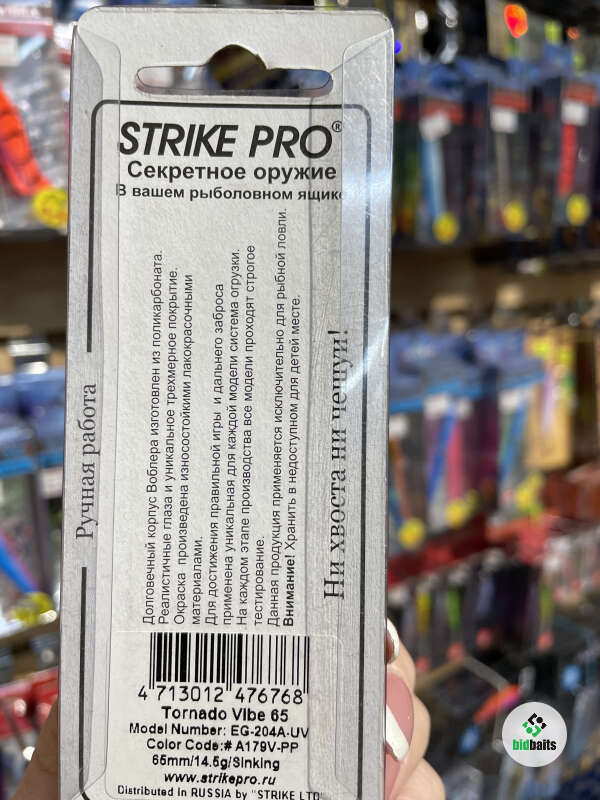 STRIKE PRO®
Секретное оружие
В вашем рыболовном ящике
Ручная работа
Долговечный корпус Воблера изготовлен из поликарбоната.
Реалистичные глаза и уникальное трехмерное покрытие.
Окраска произведена износостойкими лакокрасочными
материалами.
Для достижения правильной игры и дальнего заброса
применена уникальная для каждой модели система огрузки.
На каждом этапе производства все модели проходят строгое
тестирование.
Данная продукция применяется исключительно для рыбной ловли.
Внимание! Хранить в недоступном для детей месте.
Ни хвоста ни чешуи!
4 713012 476768
Tornado Vibe 65
Model Number: EG-204A-UV
Color Code:# A179V-PP
65mm/14.5g/Sinking
www.strikepro.ru
Distributed in RUSSIA by "STRIKE LTD"
bidbaits